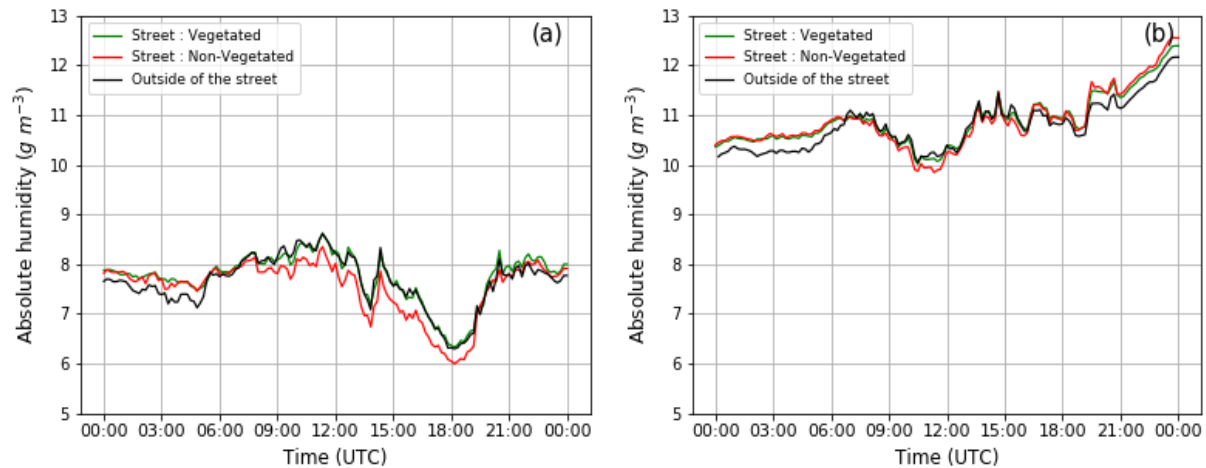 13
12
11
10
9
8
7
6
5
Absolute humidity (g m⁻³)
Street : Vegetated
Street : Non-Vegetated
Outside of the street
(a)
00:00 03:00 06:00 09:00 12:00 15:00 18:00 21:00 00:00
Time (UTC)
13
12
11
10
9
8
7
6
5
Absolute humidity (g m⁻³)
Street : Vegetated
Street : Non-Vegetated
Outside of the street
(b)
00:00 03:00 06:00 09:00 12:00 15:00 18:00 21:00 00:00
Time (UTC)